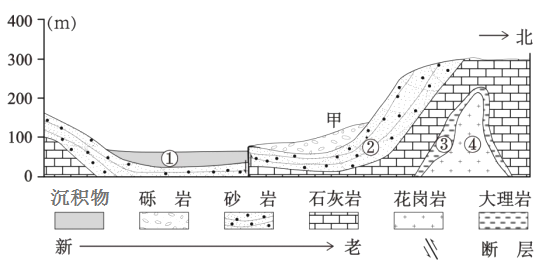 400 (m)
北
300
200
甲
100
① ② ③ ④
0
沉积物 砾岩 砂岩 石灰岩 花岗岩 大理岩
新 老 断层